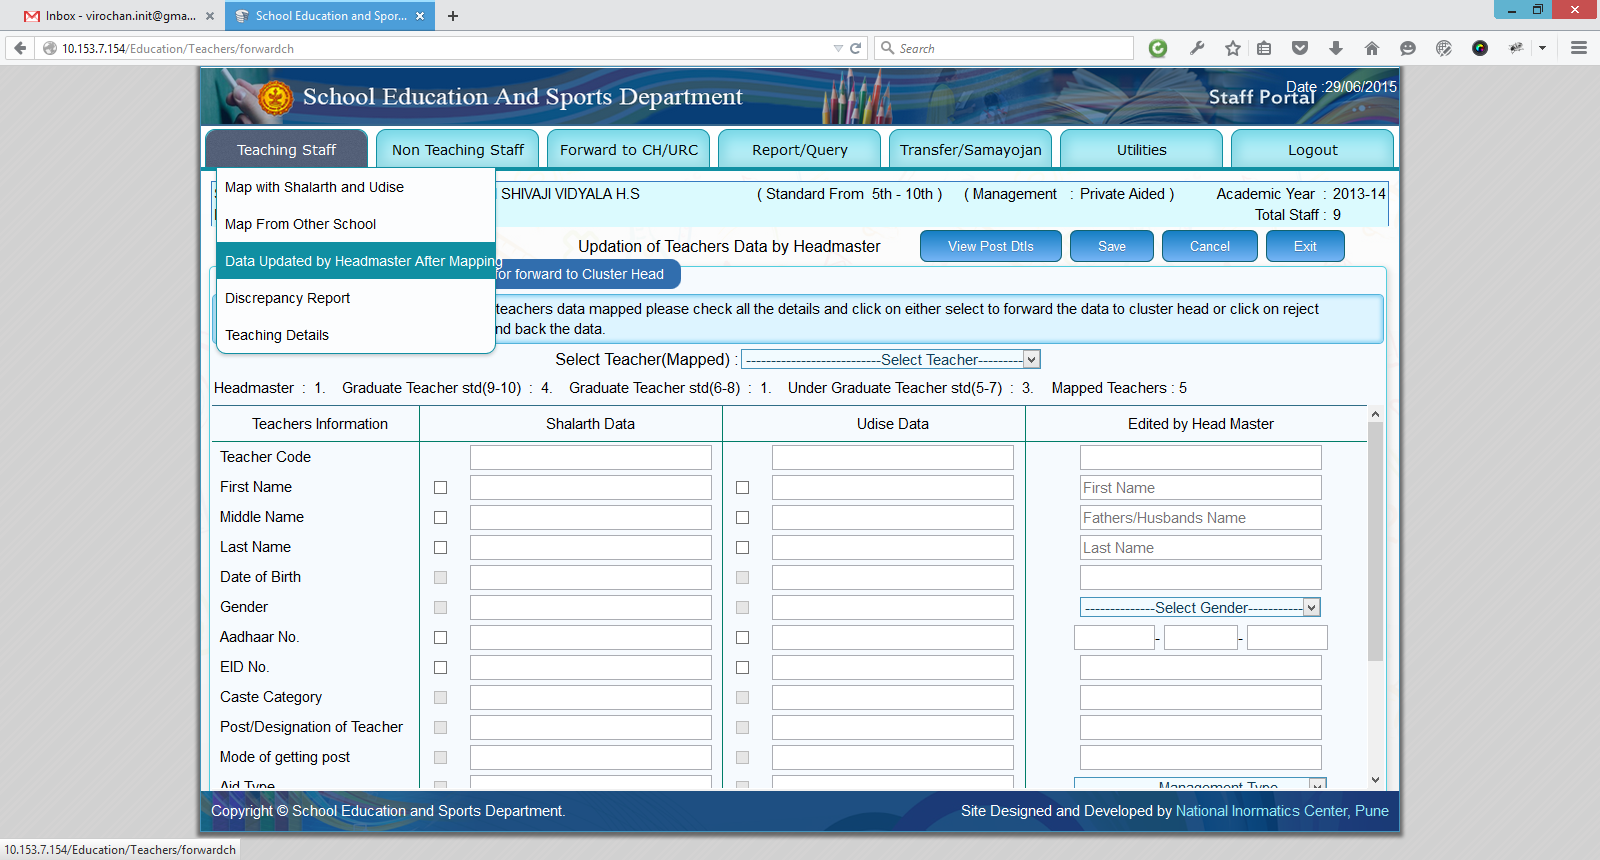 Inbox - virochan.init@gma...
School Education and Spor...
10.153.7.154/Education/Teachers/forwardch
Search
School Education And Sports Department
Date :29/06/2015
Staff Portal
Teaching Staff
Non Teaching Staff
Forward to CH/URC
Report/Query
Transfer/Samayojan
Utilities
Logout
Map with Shalarth and Udise
Map From Other School
Data Updated by Headmaster After Mapping
Discrepancy Report
Teaching Details
SHIVAJI VIDYALA H.S ( Standard From 5th - 10th ) ( Management : Private Aided ) Academic Year : 2013-14
Total Staff : 9
Updation of Teachers Data by Headmaster
View Post Dtls
Save
Cancel
Exit
for forward to Cluster Head
teachers data mapped please check all the details and click on either select to forward the data to cluster head or click on reject
back the data.
Select Teacher(Mapped) : ---------------------------Select Teacher---------
Headmaster : 1. Graduate Teacher std(9-10) : 4. Graduate Teacher std(6-8) : 1. Under Graduate Teacher std(5-7) : 3. Mapped Teachers : 5
Teachers Information Shalarth Data Udise Data Edited by Head Master
Teacher Code
First Name First Name
Middle Name Fathers/Husbands Name
Last Name Last Name
Date of Birth
Gender --------------Select Gender-----------
Aadhaar No. - -
EID No.
Caste Category
Post/Designation of Teacher
Mode of getting post
Aid Type Management Type
Copyright © School Education and Sports Department.
Site Designed and Developed by National Inormatics Center, Pune
10.153.7.154/Education/Teachers/forwardch